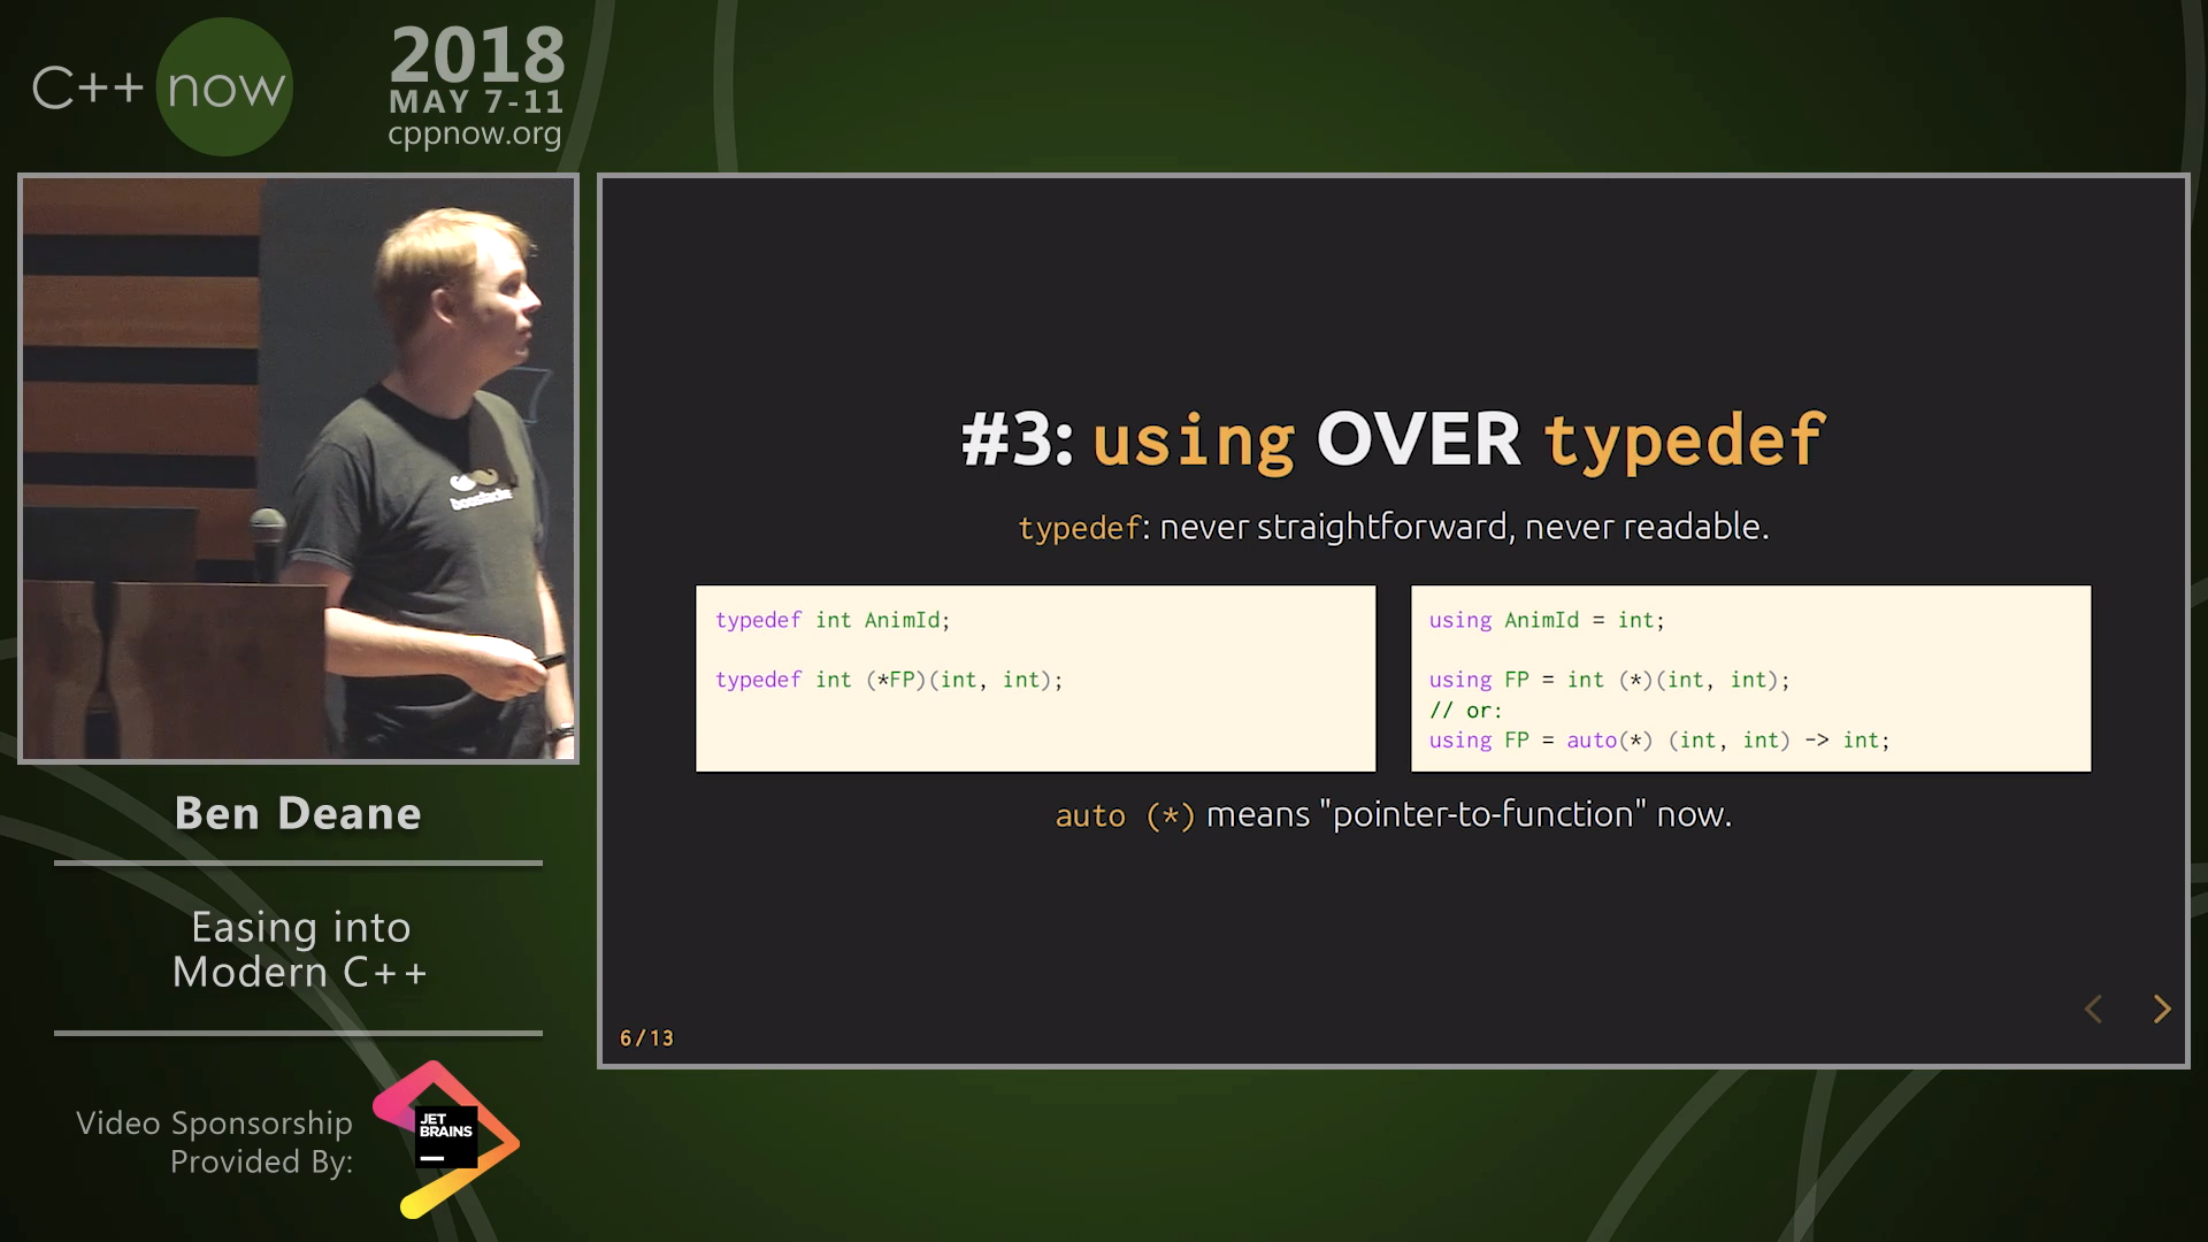 C++ now
2018
MAY 7-11
cppnow.org
#3: using OVER typedef
typedef: never straightforward, never readable.
typedef int AnimId;
typedef int (*FP)(int, int);
using AnimId = int;
using FP = int (*)(int, int);
// or:
using FP = auto(*) (int, int) -> int;
auto (*) means "pointer-to-function" now.
6/13
Ben Deane
Easing into
Modern C++
Video Sponsorship
Provided By:
JET
BRAINS